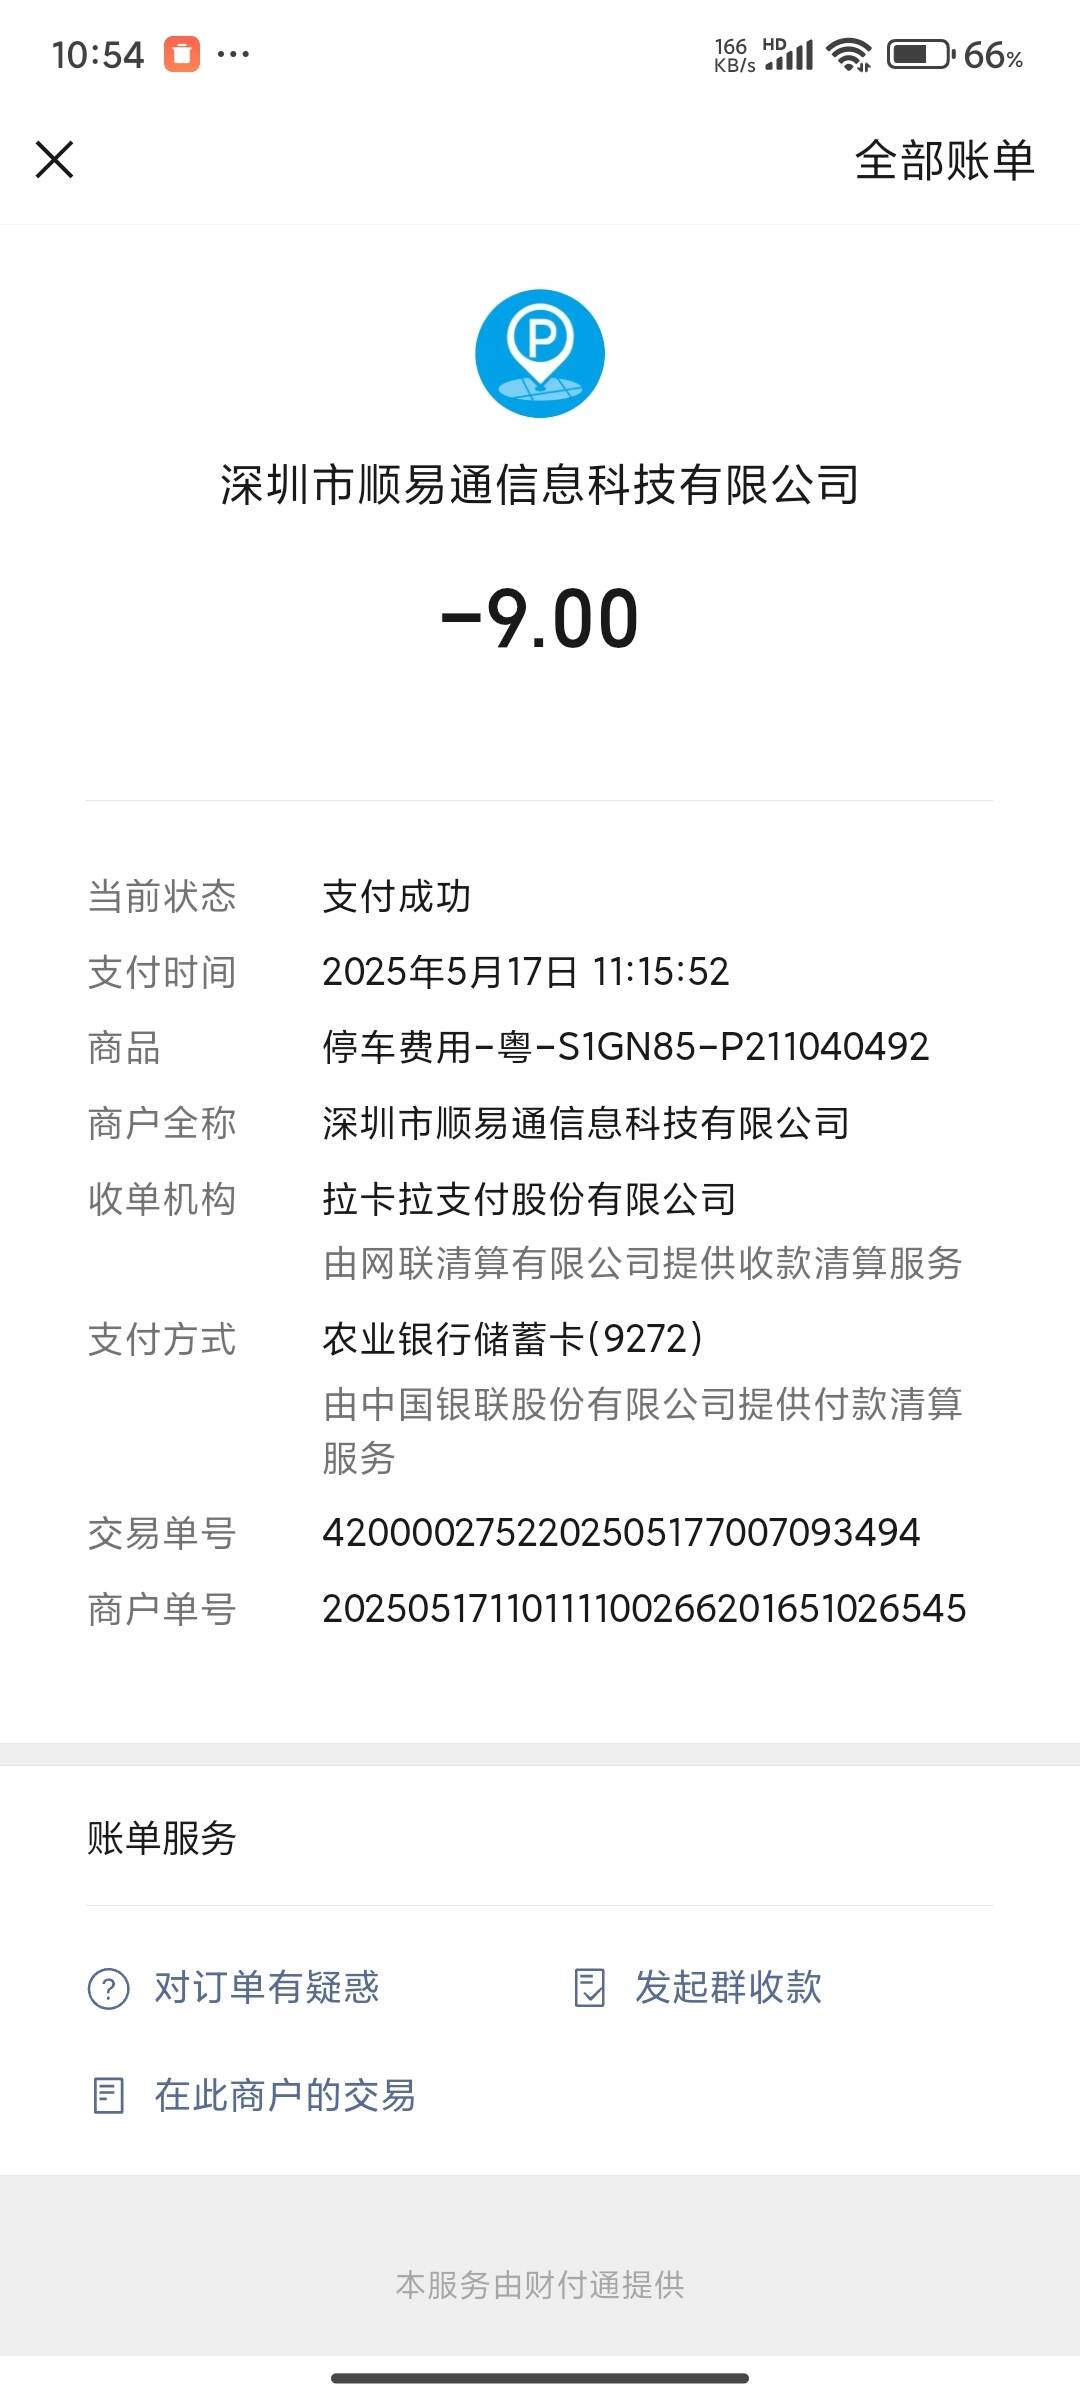 10:54
166 KB/s HD 66%
全部账单
P
深圳市顺易通信息科技有限公司
-9.00
当前状态 支付成功
支付时间 2025年5月17日 11:15:52
商品 停车费用-粤-S1GN85-P211040492
商户全称 深圳市顺易通信息科技有限公司
收单机构 拉卡拉支付股份有限公司
由网联清算有限公司提供收款清算服务
支付方式 农业银行储蓄卡(9272)
由中国银联股份有限公司提供付款清算
服务
交易单号 4200002752202505177007093494
商户单号 20250517110111100266201651026545
账单服务
对订单有疑惑 发起群收款
在此商户的交易
本服务由财付通提供